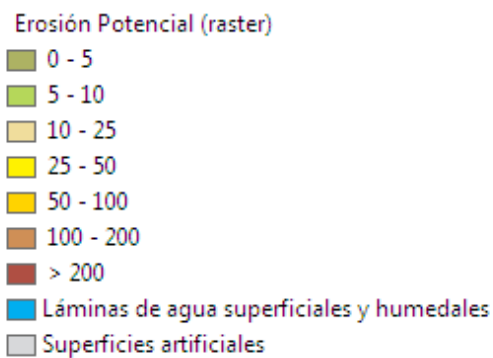 Erosión Potencial (raster)
0 - 5
5 - 10
10 - 25
25 - 50
50 - 100
100 - 200
> 200
Láminas de agua superficiales y humedales
Superficies artificiales